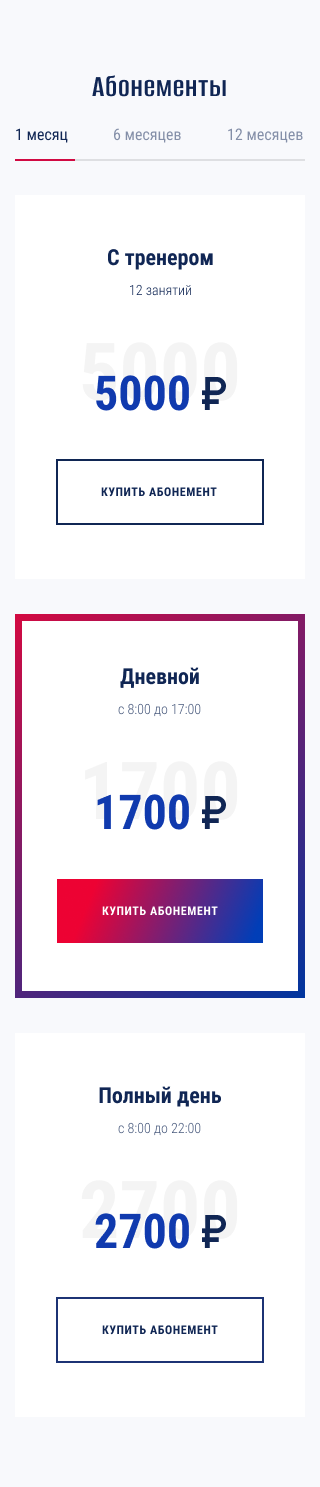 Абонементы
1 месяц 6 месяцев 12 месяцев
С тренером
12 занятий
5000
5000 ₽
КУПИТЬ АБОНЕМЕНТ
Дневной
с 8:00 до 17:00
1700
1700 ₽
КУПИТЬ АБОНЕМЕНТ
Полный день
с 8:00 до 22:00
2700
2700 ₽
КУПИТЬ АБОНЕМЕНТ